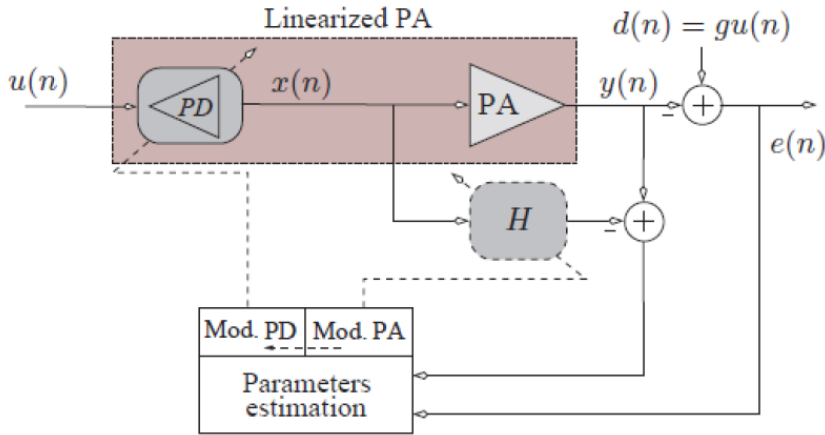 Linearized PA
d(n) = gu(n)
u(n)
PD
x(n)
PA
y(n)
+
e(n)
H
+
Mod. PD
Mod. PA
Parameters
estimation